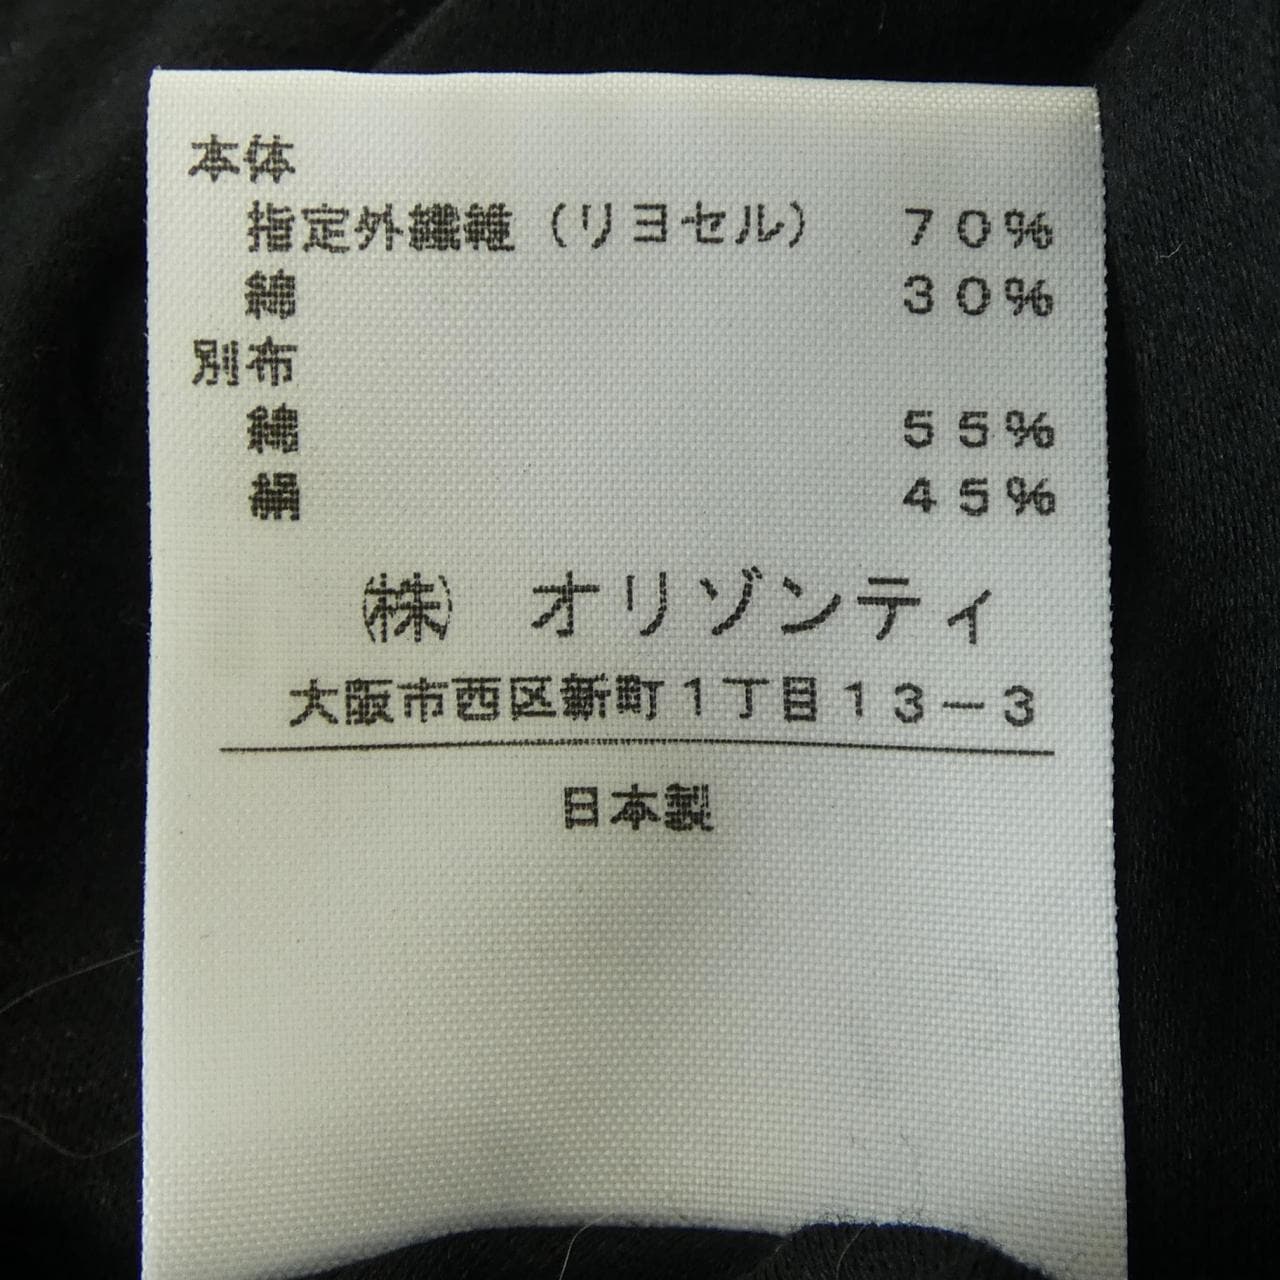 本体
指定外繊維（リヨセル） 70%
綿 30%
別布
綿 55%
絹 45%
㈱ オリゾンティ
大阪市西区新町1丁目13-3
日本製